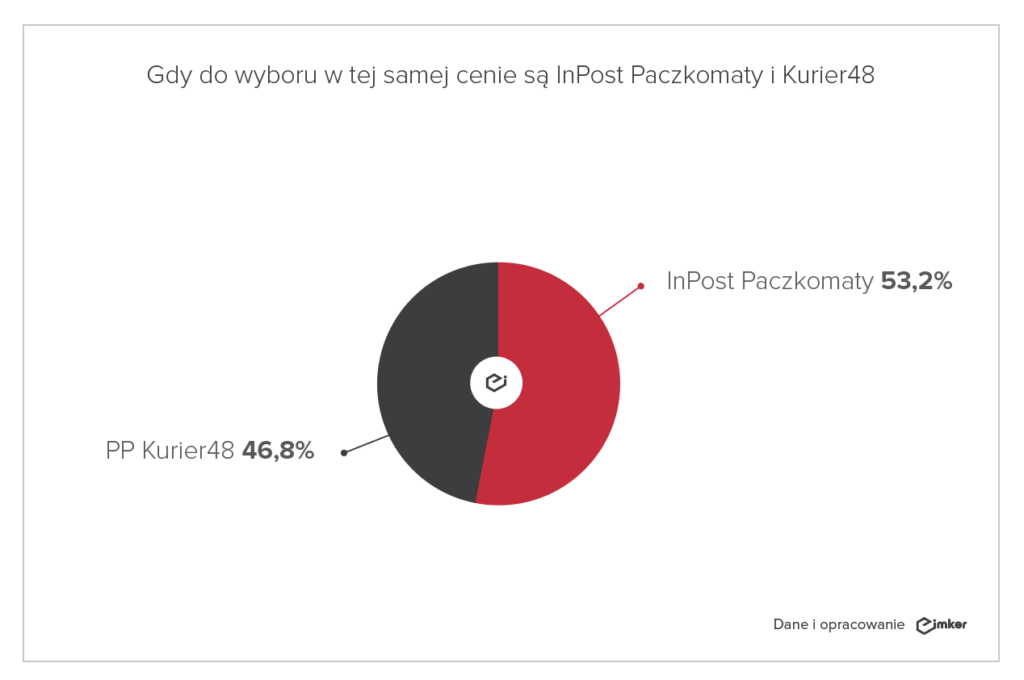 Gdy do wyboru w tej samej cenie są InPost Paczkomaty i Kurier48
InPost Paczkomaty 53,2%
PP Kurier48 46,8%
Dane i opracowanie eimker